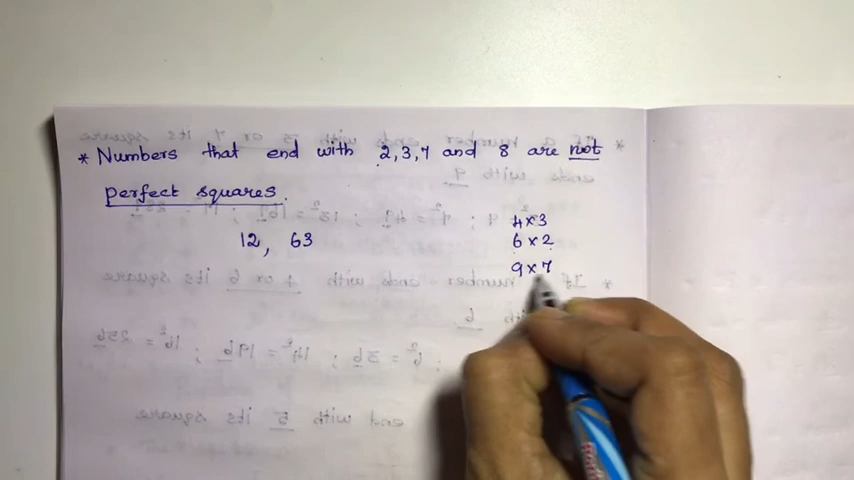 * Numbers that end with 2,3,7 and 8 are not
perfect squares.
12, 63
4×3
6×2
9×7